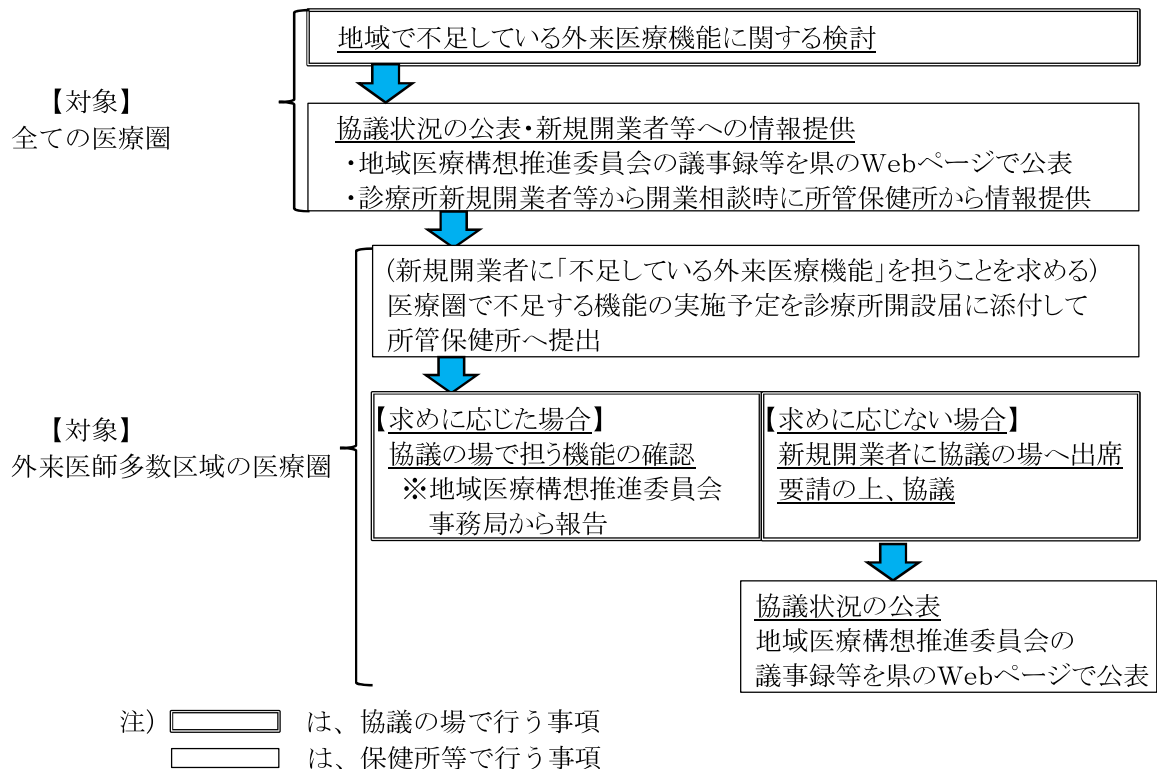 地域で不足している外来医療機能に関する検討
【対象】
全ての医療圏
協議状況の公表・新規開業者等への情報提供
・地域医療構想推進委員会の議事録等を県のWebページで公表
・診療所新規開業者等から開業相談時に所管保健所から情報提供
(新規開業者に「不足している外来医療機能」を担うことを求める)
医療圏で不足する機能の実施予定を診療所開設届に添付して
所管保健所へ提出
【対象】
外来医師多数区域の医療圏
【求めに応じた場合】
協議の場で担う機能の確認
※地域医療構想推進委員会
事務局から報告
【求めに応じない場合】
新規開業者に協議の場へ出席
要請の上、協議
協議状況の公表
地域医療構想推進委員会の
議事録等を県のWebページで公表
注) は、協議の場で行う事項
は、保健所等で行う事項